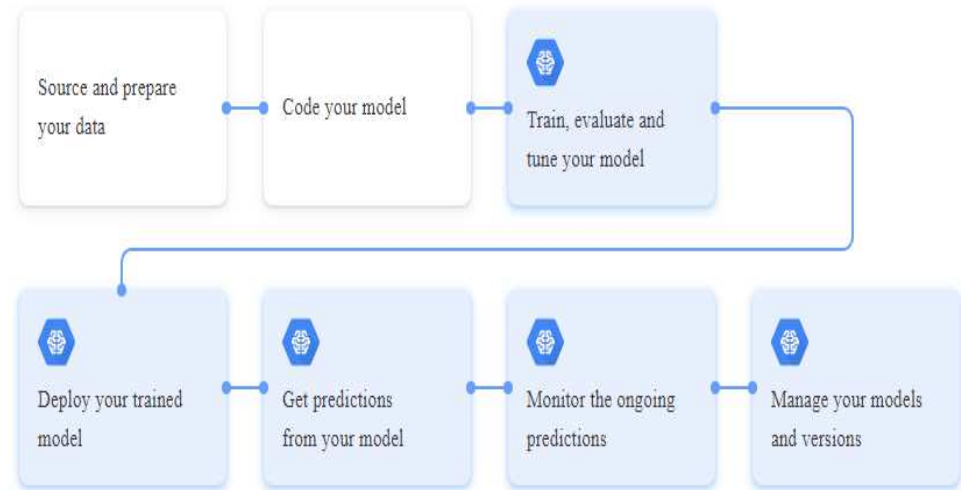 Source and prepare
your data
Code your model
Train, evaluate and
tune your model
Deploy your trained
model
Get predictions
from your model
Monitor the ongoing
predictions
Manage your models
and versions